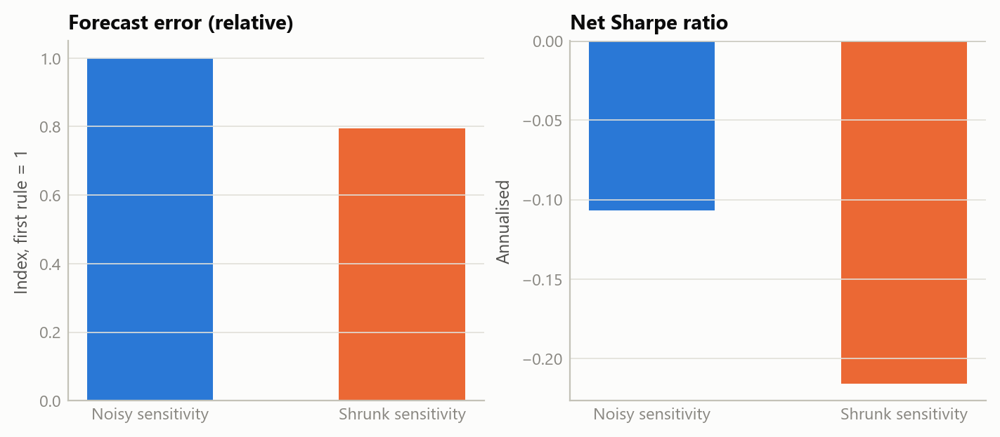 Forecast error (relative)
Index, first rule = 1
1.0
0.8
0.6
0.4
0.2
0.0
Noisy sensitivity
Shrunk sensitivity
Net Sharpe ratio
Annualised
0.00
−0.05
−0.10
−0.15
−0.20
Noisy sensitivity
Shrunk sensitivity